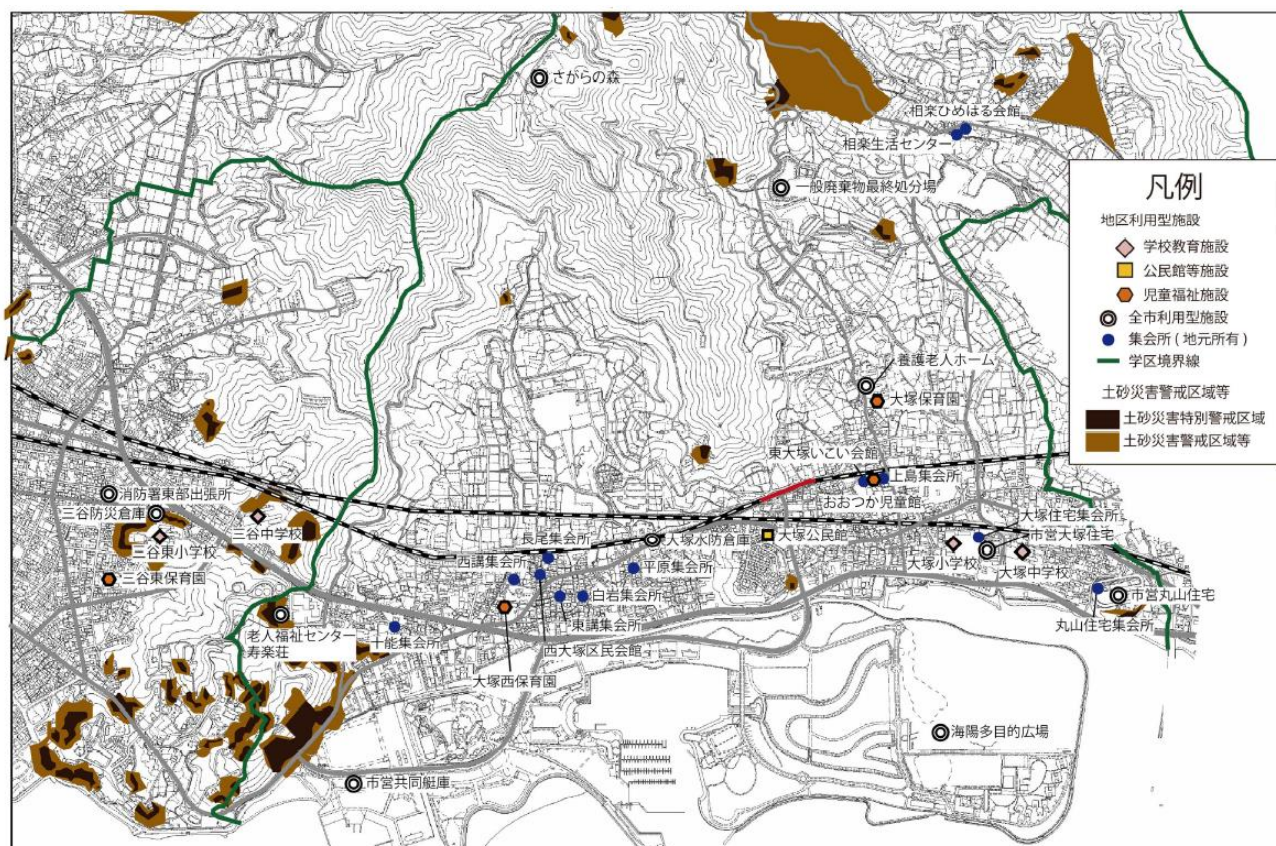 さがらの森
相楽ひめはる会館
相楽生活センター
一般廃棄物最終処分場
凡例
地区利用型施設
学校教育施設
公民館等施設
児童福祉施設
全市利用型施設
集会所(地元所有)
学区境界線
土砂災害警戒区域等
土砂災害特別警戒区域
土砂災害警戒区域等
養護老人ホーム
大塚保育園
東大塚いこい会館
上島集会所
おおつか児童館
消防署東部出張所
三谷防災倉庫
三谷中学校
三谷東小学校
三谷東保育園
老人福祉センター
寿楽荘
長尾集会所
西講集会所
大塚水防倉庫
大塚公民館
平原集会所
白岩集会所
東講集会所
十能集会所
西大塚区民会館
大塚西保育園
大塚住宅集会所
市営大塚住宅
大塚小学校
大塚中学校
市営丸山住宅
丸山住宅集会所
海陽多目的広場
市営共同艇庫